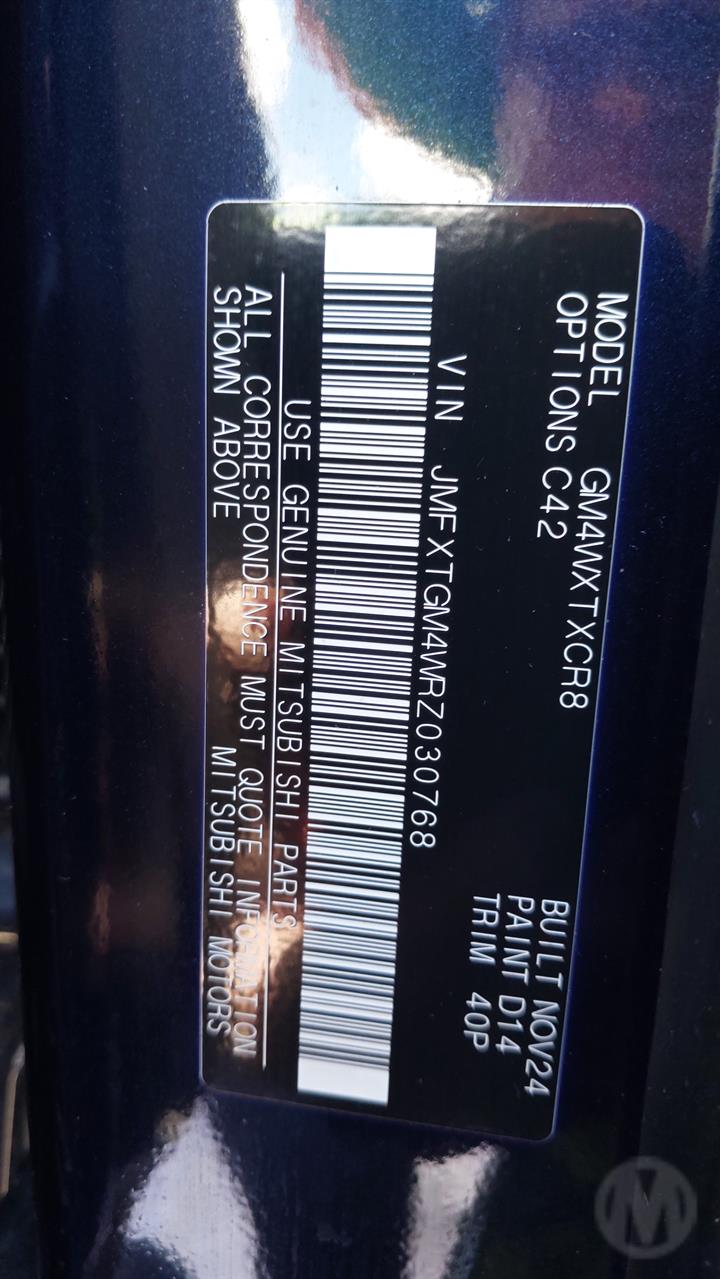 MODEL GM4WXTXCR8
OPTIONS C42
BUILT NOV24
PAINT D14
TRIM 40P
VIN JMFXTGM4WRZ030768
USE GENUINE MITSUBISHI PARTS
ALL CORRESPONDENCE MUST QUOTE INFORMATION
SHOWN ABOVE MITSUBISHI MOTORS
M